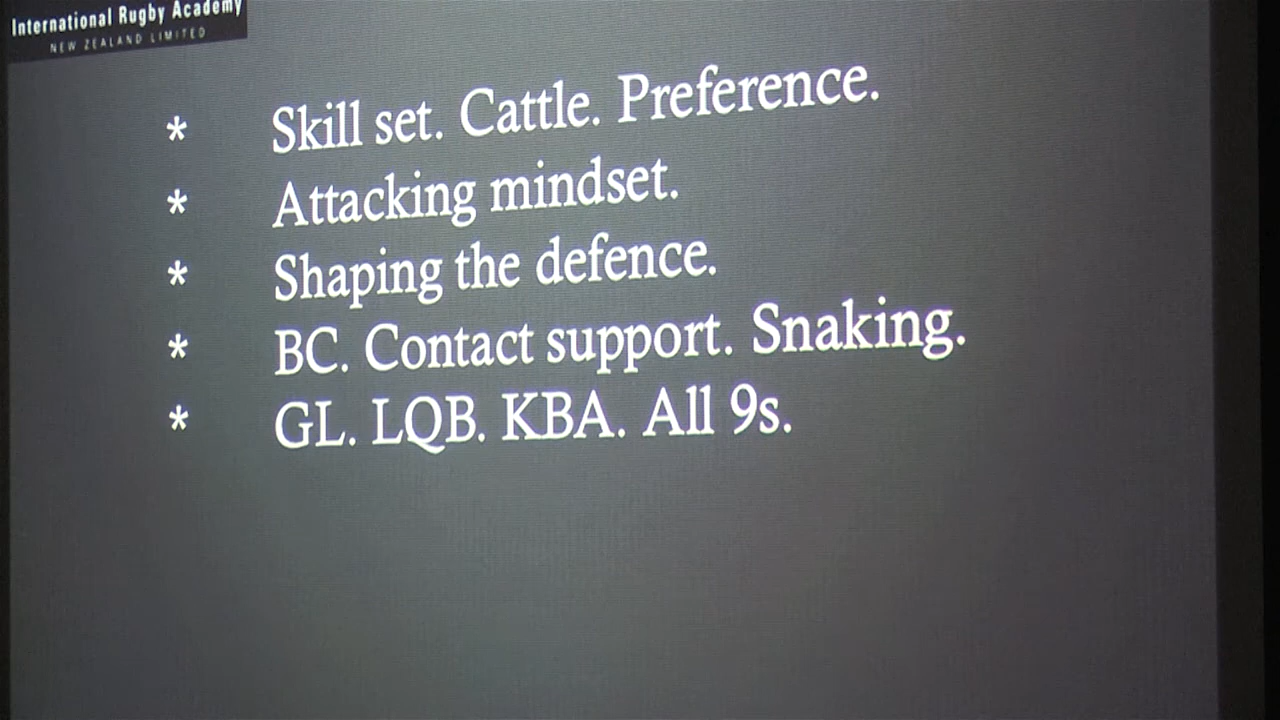 International Rugby Academy
NEW ZEALAND LIMITED
* Skill set. Cattle. Preference.
* Attacking mindset.
* Shaping the defence.
* BC. Contact support. Snaking.
* GL. LQB. KBA. All 9s.